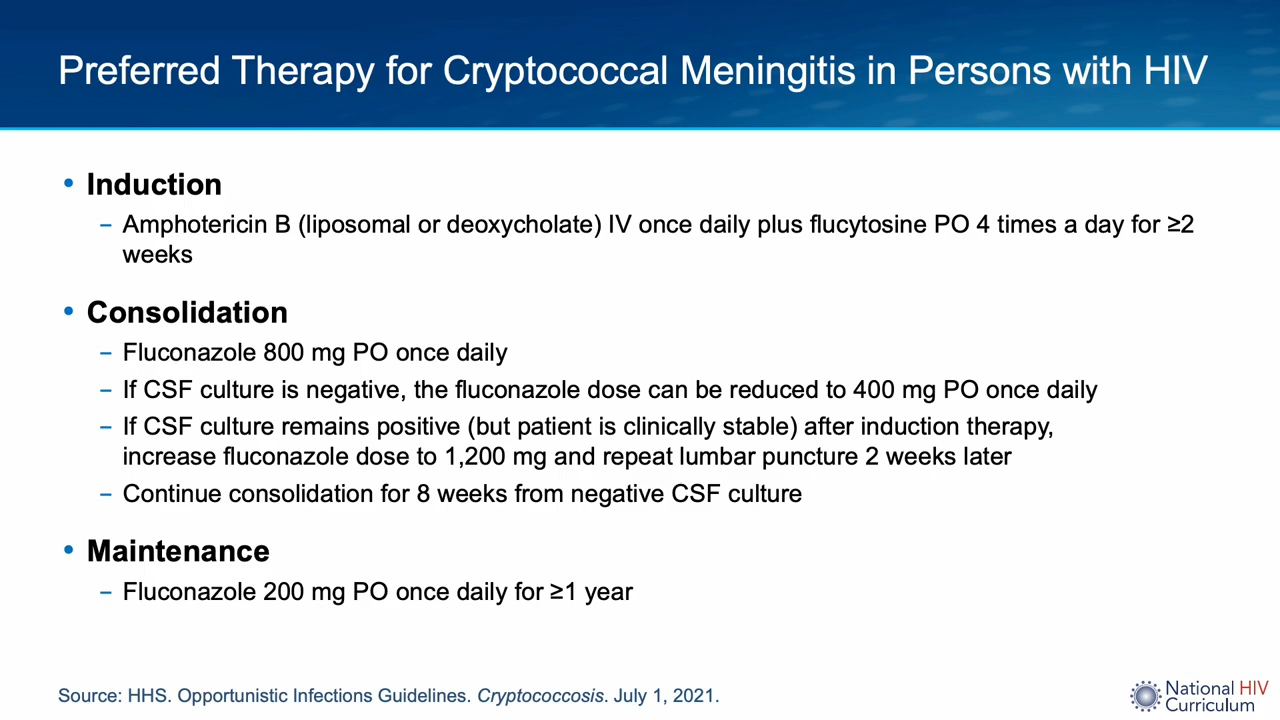 Preferred Therapy for Cryptococcal Meningitis in Persons with HIV
• Induction
– Amphotericin B (liposomal or deoxycholate) IV once daily plus flucytosine PO 4 times a day for ≥2
weeks
• Consolidation
– Fluconazole 800 mg PO once daily
– If CSF culture is negative, the fluconazole dose can be reduced to 400 mg PO once daily
– If CSF culture remains positive (but patient is clinically stable) after induction therapy,
increase fluconazole dose to 1,200 mg and repeat lumbar puncture 2 weeks later
– Continue consolidation for 8 weeks from negative CSF culture
• Maintenance
– Fluconazole 200 mg PO once daily for ≥1 year
Source: HHS. Opportunistic Infections Guidelines. Cryptococcosis. July 1, 2021.
National HIV
Curriculum